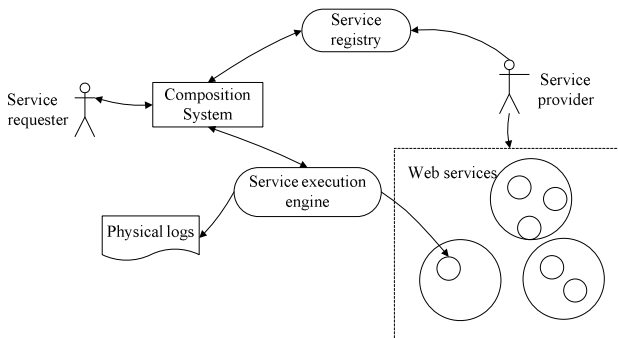 Service
registry
Service
requester
Composition
System
Service
provider
Service execution
engine
Web services
Physical logs